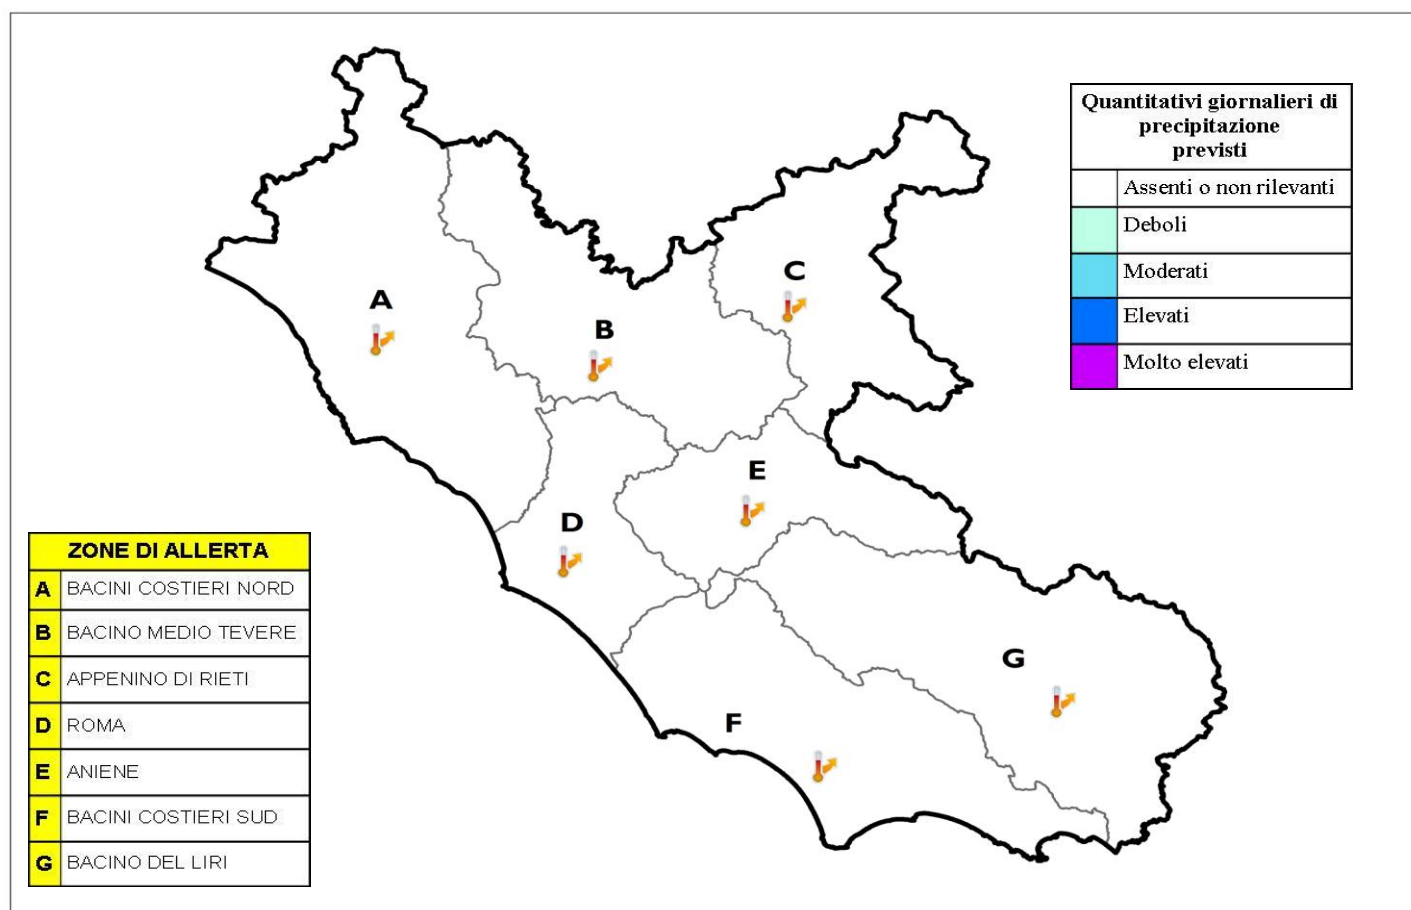 Quantitativi giornalieri di
precipitazione
previsti
Assenti o non rilevanti
Deboli
Moderati
Elevati
Molto elevati
A
B
C
D
E
F
G
ZONE DI ALLERTA
A BACINI COSTIERI NORD
B BACINO MEDIO TEVERE
C APPENINO DI RIETI
D ROMA
E ANIENE
F BACINI COSTIERI SUD
G BACINO DEL LIRI